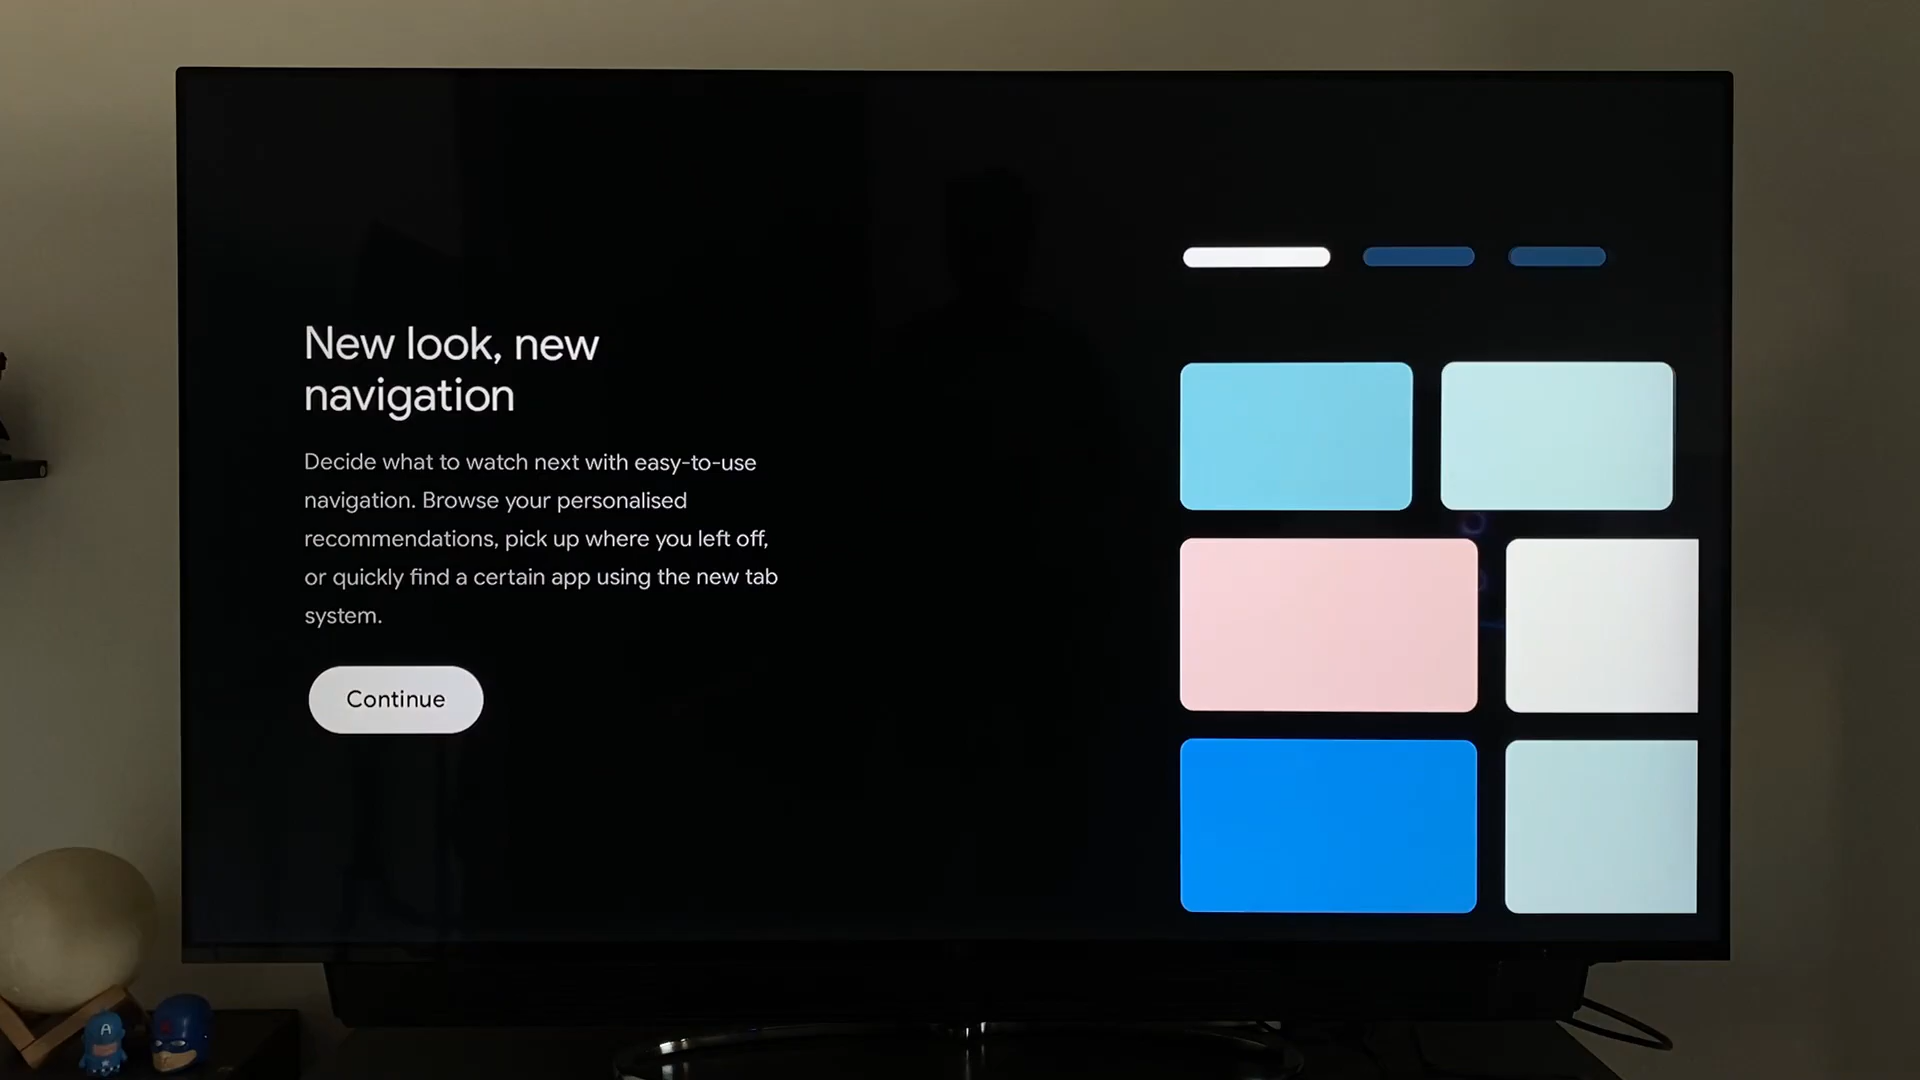 New look, new
navigation
Decide what to watch next with easy-to-use
navigation. Browse your personalised
recommendations, pick up where you left off,
or quickly find a certain app using the new tab
system.
Continue
A